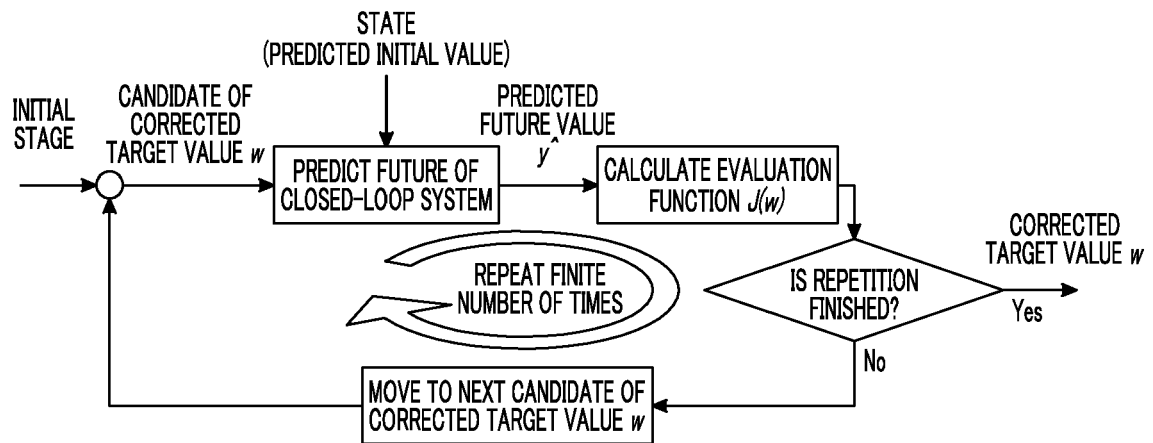 STATE
(PREDICTED INITIAL VALUE)
INITIAL
STAGE
CANDIDATE OF
CORRECTED
TARGET VALUE w
PREDICT FUTURE OF
CLOSED-LOOP SYSTEM
PREDICTED
FUTURE VALUE
ŷ
CALCULATE EVALUATION
FUNCTION J(w)
IS REPETITION
FINISHED?
CORRECTED
TARGET VALUE w
Yes
No
REPEAT FINITE
NUMBER OF TIMES
MOVE TO NEXT CANDIDATE OF
CORRECTED TARGET VALUE w